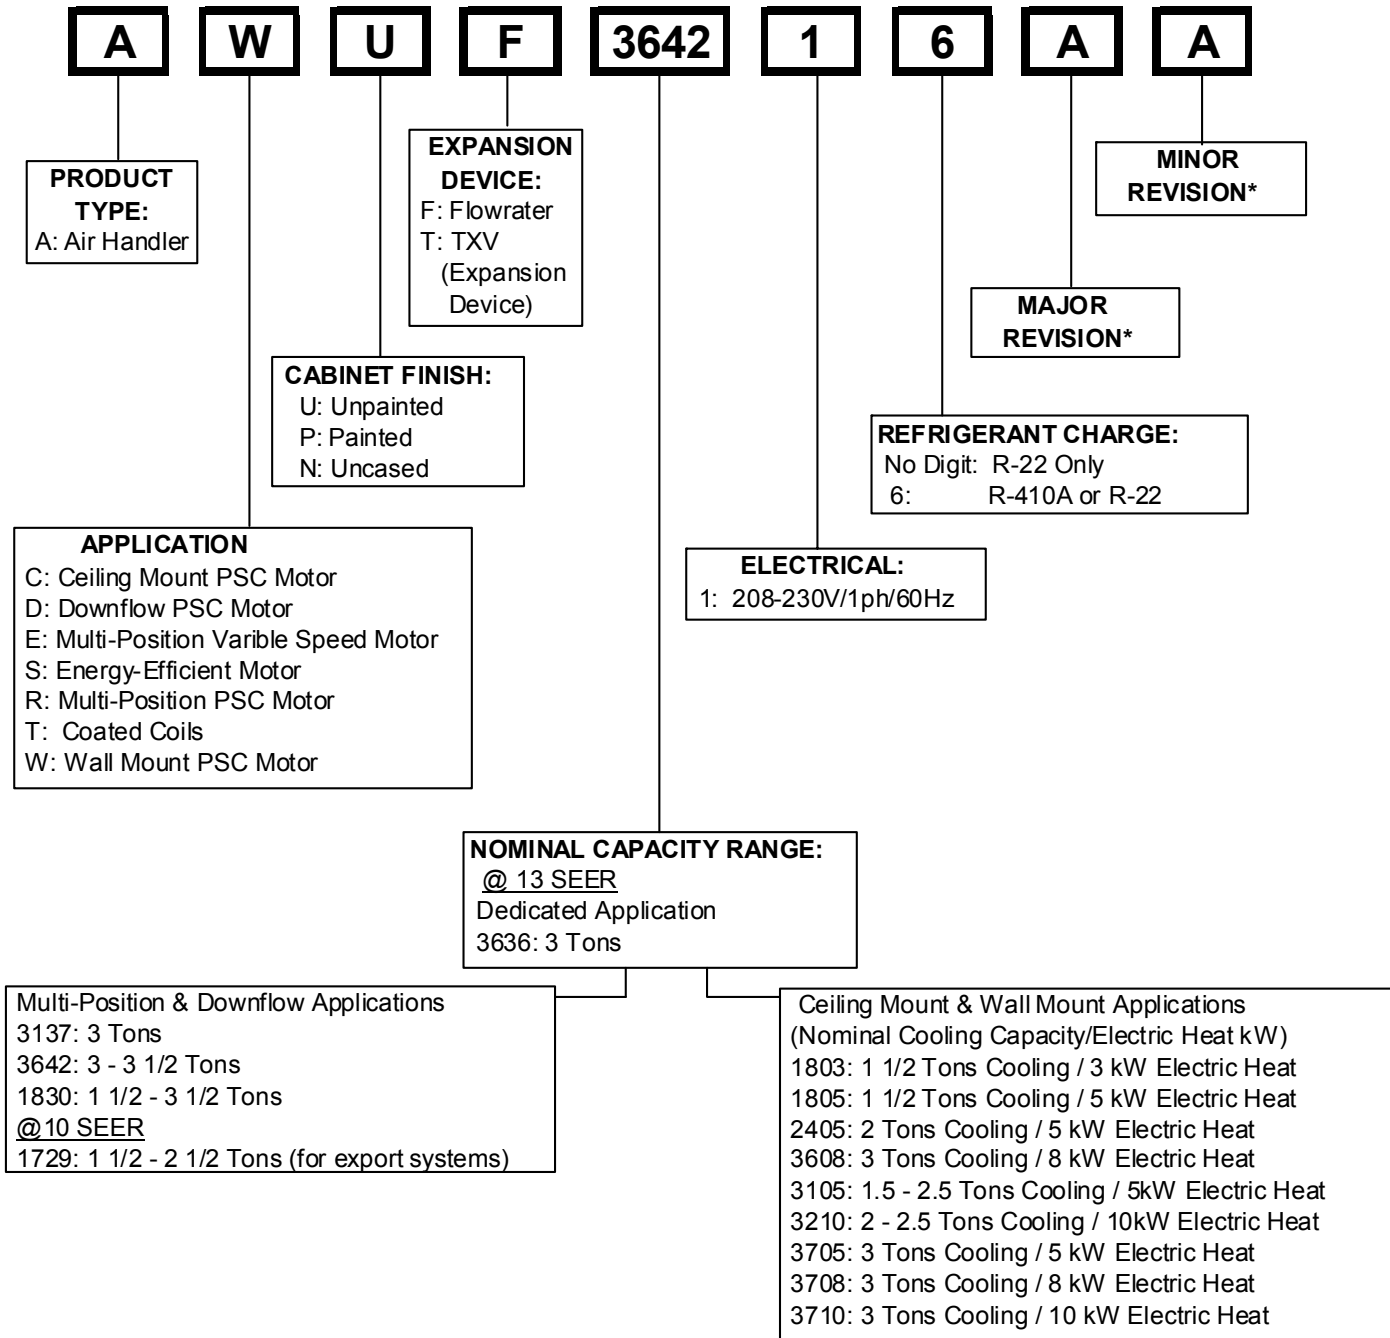 A W U F 3642 1 6 A A
PRODUCT
TYPE:
A: Air Handler
EXPANSION
DEVICE:
F: Flowrater
T: TXV
(Expansion
Device)
MINOR
REVISION*
MAJOR
REVISION*
CABINET FINISH:
U: Unpainted
P: Painted
N: Uncased
REFRIGERANT CHARGE:
No Digit: R-22 Only
6: R-410A or R-22
APPLICATION
C: Ceiling Mount PSC Motor
D: Downflow PSC Motor
E: Multi-Position Varible Speed Motor
S: Energy-Efficient Motor
R: Multi-Position PSC Motor
T: Coated Coils
W: Wall Mount PSC Motor
ELECTRICAL:
1: 208-230V/1ph/60Hz
NOMINAL CAPACITY RANGE:
@ 13 SEER
Dedicated Application
3636: 3 Tons
Multi-Position & Downflow Applications
3137: 3 Tons
3642: 3 - 3 1/2 Tons
1830: 1 1/2 - 3 1/2 Tons
@10 SEER
1729: 1 1/2 - 2 1/2 Tons (for export systems)
Ceiling Mount & Wall Mount Applications
(Nominal Cooling Capacity/Electric Heat kW)
1803: 1 1/2 Tons Cooling / 3 kW Electric Heat
1805: 1 1/2 Tons Cooling / 5 kW Electric Heat
2405: 2 Tons Cooling / 5 kW Electric Heat
3608: 3 Tons Cooling / 8 kW Electric Heat
3105: 1.5 - 2.5 Tons Cooling / 5kW Electric Heat
3210: 2 - 2.5 Tons Cooling / 10kW Electric Heat
3705: 3 Tons Cooling / 5 kW Electric Heat
3708: 3 Tons Cooling / 8 kW Electric Heat
3710: 3 Tons Cooling / 10 kW Electric Heat